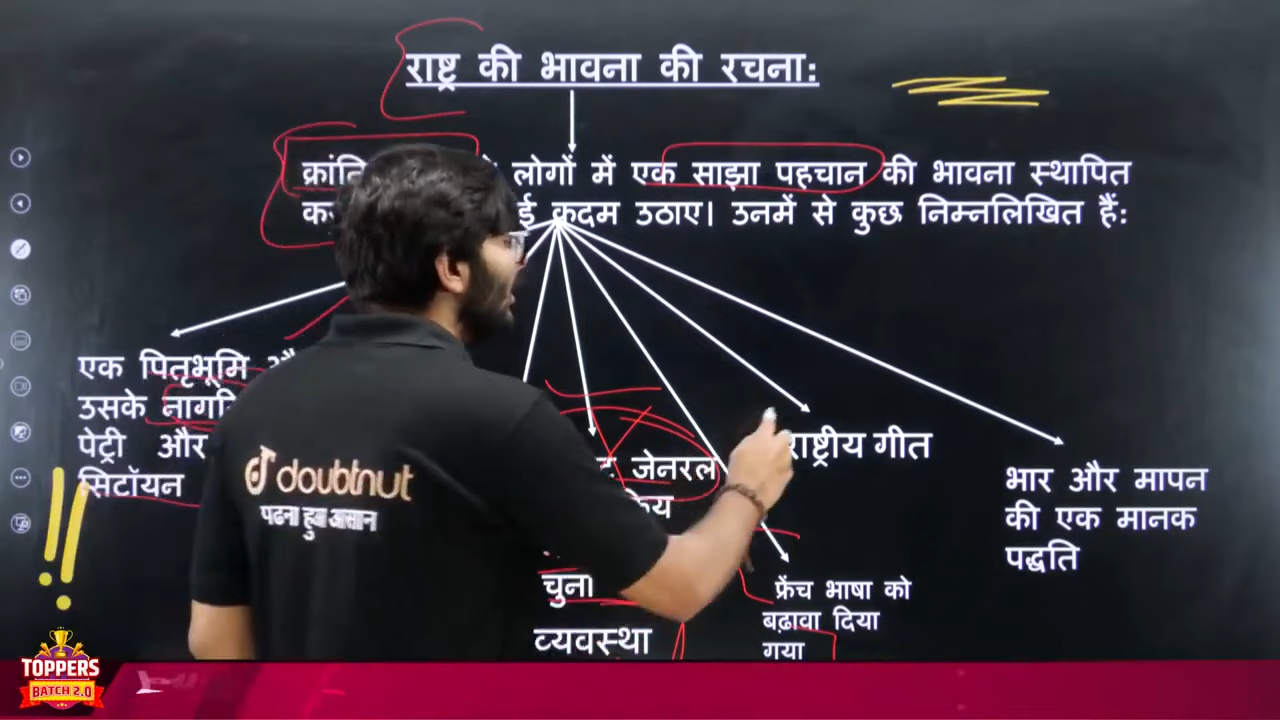 राष्ट्र की भावना की रचना:
लोगों में एक साझा पहचान की भावना स्थापित
कदम उठाए। उनमें से कुछ निम्नलिखित हैं:
एक पितृभूमि
उसके
पेट्री और
सिटॉयन
जेनरल
व्यवस्था
राष्ट्रीय गीत
फ्रेंच भाषा को
बढ़ावा दिया
गया
भार और मापन
की एक मानक
पद्धति
doubtnut
पढना हुआ आसान
TOPPERS
BATCH 2.0